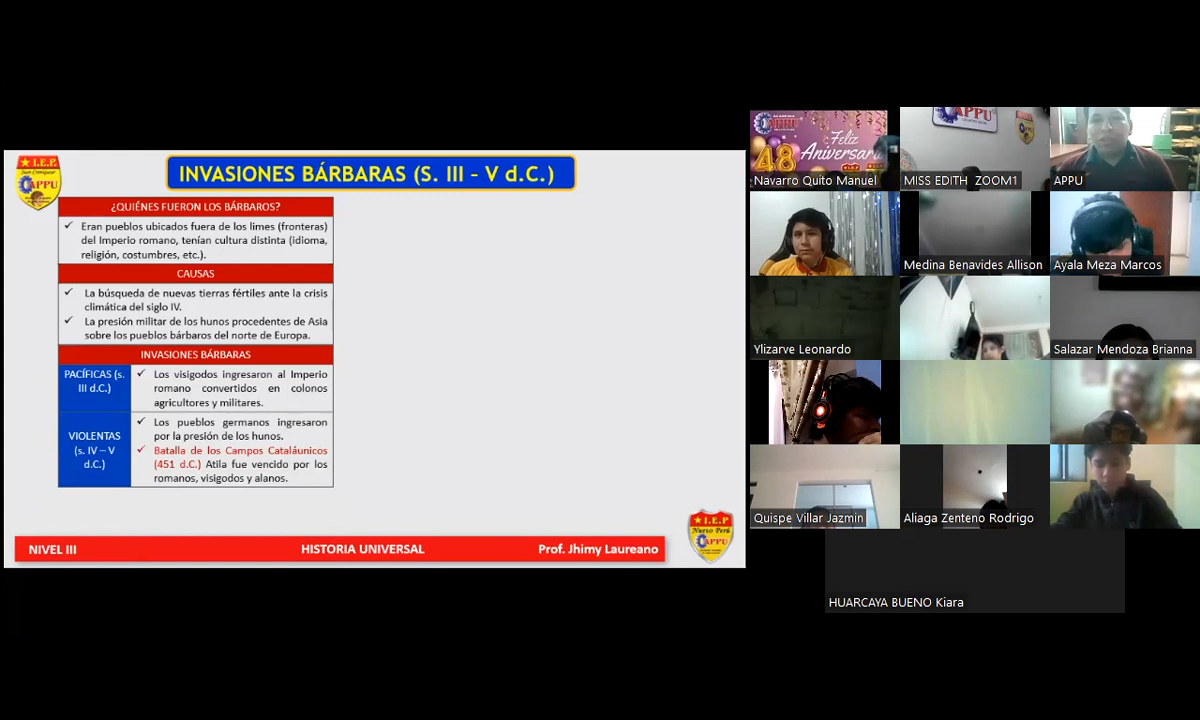 INVASIONES BÁRBARAS (S. III – V d.C.)
I.E.P.
APPU
¿QUIÉNES FUERON LOS BÁRBAROS?
✓ Eran pueblos ubicados fuera de los limes (fronteras)
del Imperio romano, tenían cultura distinta (idioma,
religión, costumbres, etc.).
CAUSAS
✓ La búsqueda de nuevas tierras fértiles ante la crisis
climática del siglo IV.
✓ La presión militar de los hunos procedentes de Asia
sobre los pueblos bárbaros del norte de Europa.
INVASIONES BÁRBARAS
PACÍFICAS (s.
III d.C.)
✓ Los visigodos ingresaron al Imperio
romano convertidos en colonos
agricultores y militares.
VIOLENTAS
(s. IV – V
d.C.)
✓ Los pueblos germanos ingresaron
por la presión de los hunos.
✓ Batalla de los Campos Cataláunicos
(451 d.C.) Atila fue vencido por los
romanos, visigodos y alanos.
I.E.P
Nuevo Perú
APPU
NIVEL III
HISTORIA UNIVERSAL
Prof. Jhimy Laureano
APPU
Feliz
48 Aniversario
Navarro Quito Manuel
APPU
MISS EDITH ZOOM1
APPU
Medina Benavides Allison
Ayala Meza Marcos
Ylizarve Leonardo
Salazar Mendoza Brianna
Quispe Villar Jazmin
Aliaga Zenteno Rodrigo
HUARCAYA BUENO Kiara